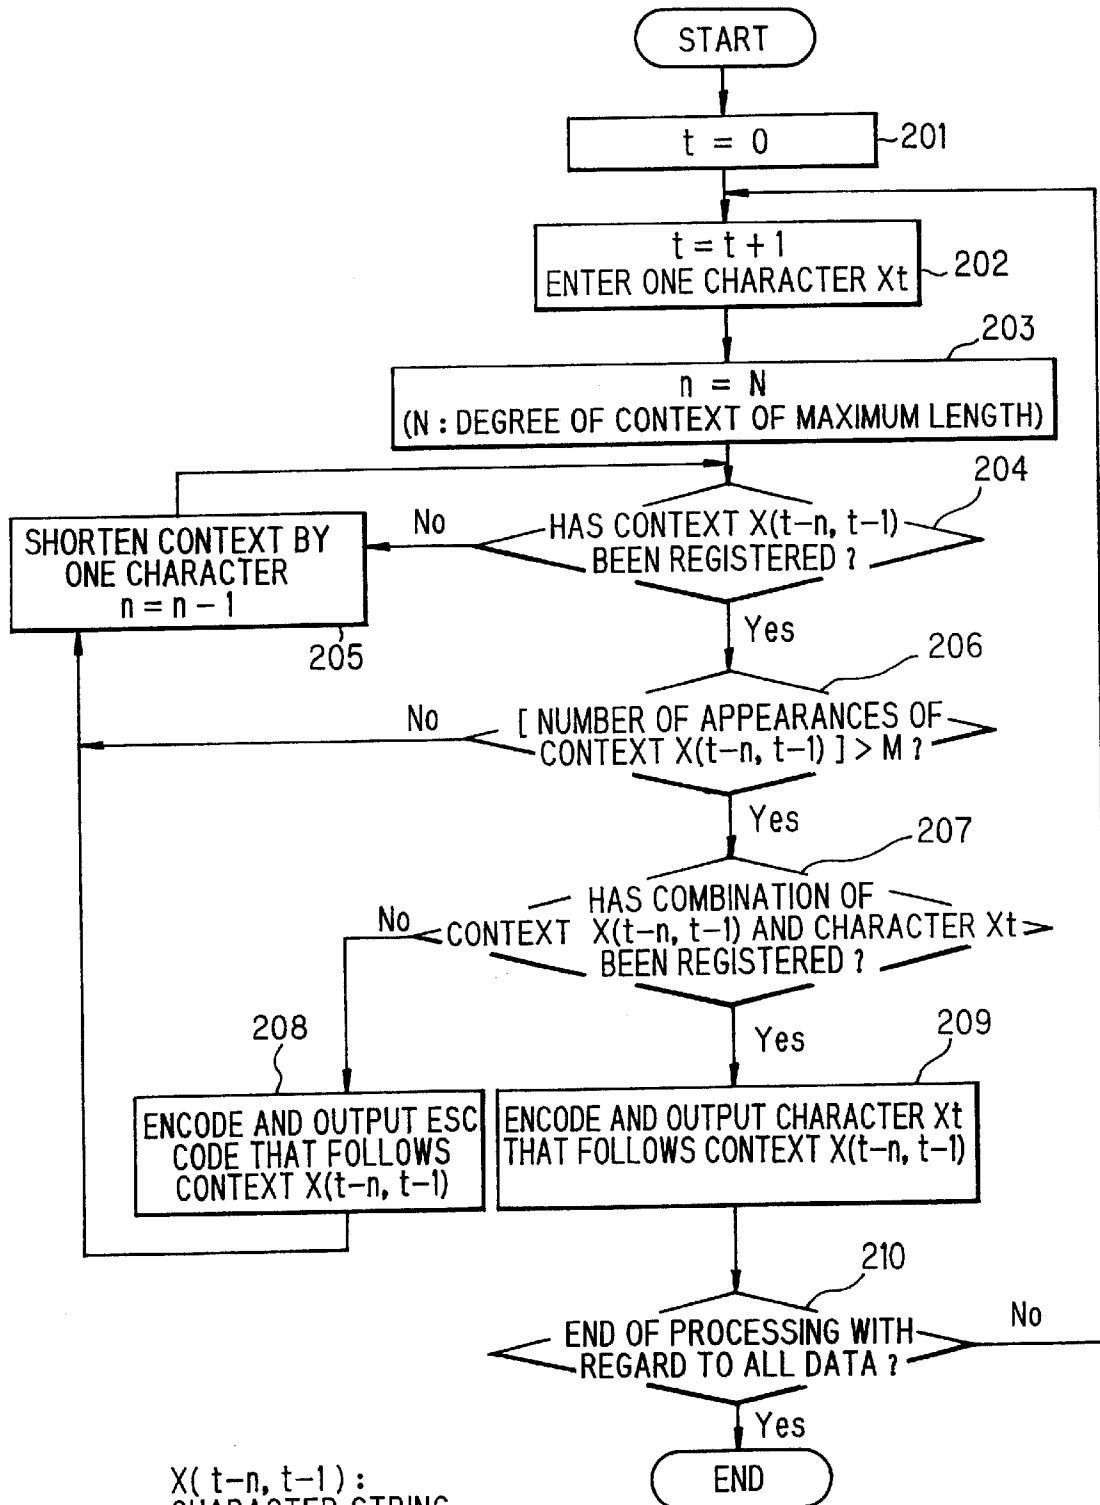 START
t = 0
201
t = t + 1
ENTER ONE CHARACTER Xt
202
203
n = N
(N : DEGREE OF CONTEXT OF MAXIMUM LENGTH)
204
HAS CONTEXT X(t-n, t-1)
BEEN REGISTERED ?
No
SHORTEN CONTEXT BY
ONE CHARACTER
n = n - 1
205
Yes
206
[ NUMBER OF APPEARANCES OF
CONTEXT X(t-n, t-1) ] > M ?
No
Yes
207
HAS COMBINATION OF
CONTEXT X(t-n, t-1) AND CHARACTER Xt
BEEN REGISTERED ?
No
Yes
208
ENCODE AND OUTPUT ESC
CODE THAT FOLLOWS
CONTEXT X(t-n, t-1)
209
ENCODE AND OUTPUT CHARACTER Xt
THAT FOLLOWS CONTEXT X(t-n, t-1)
210
END OF PROCESSING WITH
REGARD TO ALL DATA ?
No
Yes
END
X( t-n, t-1 ) :
CHARACTER STRING